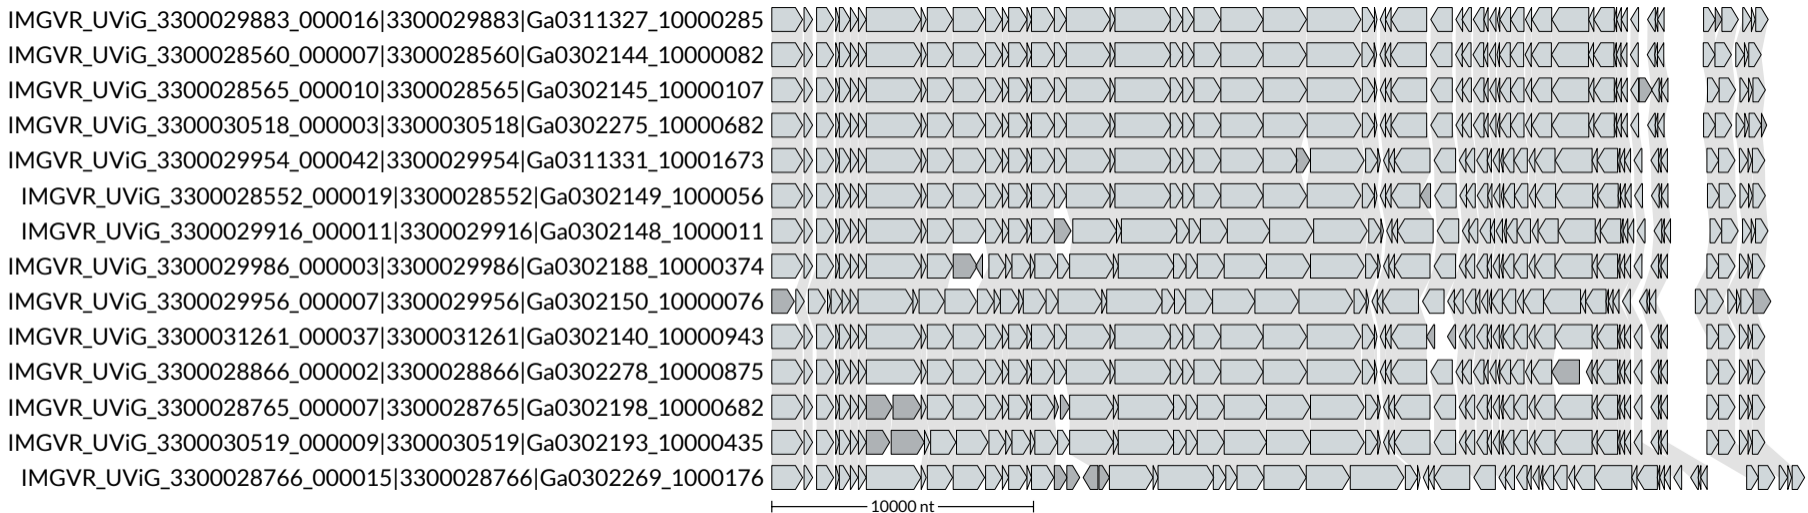 IMGVR_UViG_3300029883_000016|3300029883|Ga0311327_10000285
IMGVR_UViG_3300028560_000007|3300028560|Ga0302144_10000082
IMGVR_UViG_3300028565_000010|3300028565|Ga0302145_10000107
IMGVR_UViG_3300030518_000003|3300030518|Ga0302275_10000682
IMGVR_UViG_3300029954_000042|3300029954|Ga0311331_10001673
IMGVR_UViG_3300028552_000019|3300028552|Ga0302149_1000056
IMGVR_UViG_3300029916_000011|3300029916|Ga0302148_1000011
IMGVR_UViG_3300029986_000003|3300029986|Ga0302188_10000374
IMGVR_UViG_3300029956_000007|3300029956|Ga0302150_10000076
IMGVR_UViG_3300031261_000037|3300031261|Ga0302140_10000943
IMGVR_UViG_3300028866_000002|3300028866|Ga0302278_10000875
IMGVR_UViG_3300028765_000007|3300028765|Ga0302198_10000682
IMGVR_UViG_3300030519_000009|3300030519|Ga0302193_10000435
IMGVR_UViG_3300028766_000015|3300028766|Ga0302269_1000176
10000 nt